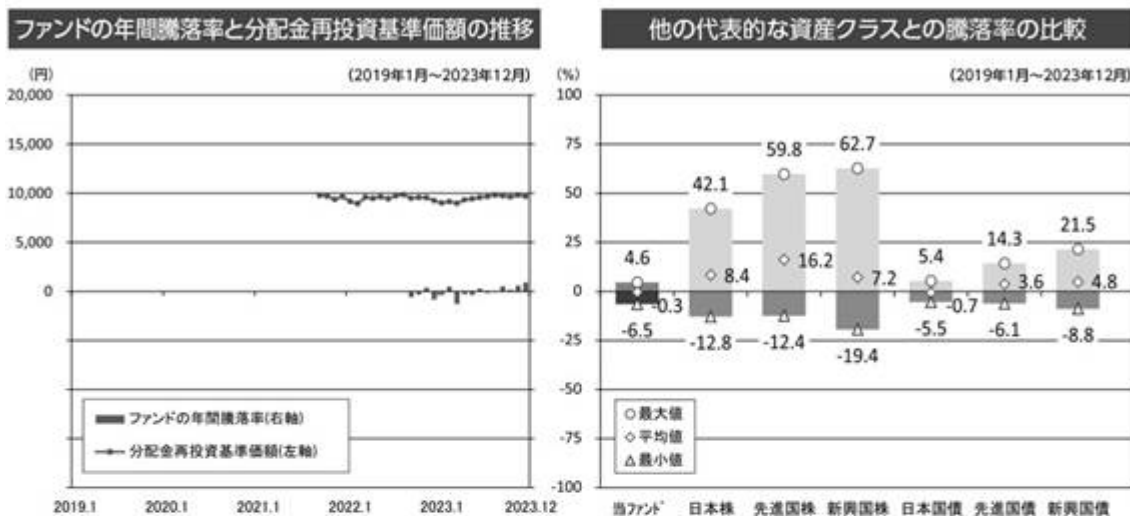 ファンドの年間騰落率と分配金再投資基準価額の推移
(円)
(2019年1月～2023年12月)
20,000
15,000
10,000
5,000
0
ファンドの年間騰落率(右軸)
分配金再投資基準価額(左軸)
2019.1 2020.1 2021.1 2022.1 2023.1 2023.12
他の代表的な資産クラスとの騰落率の比較
(%)
(2019年1月～2023年12月)
100
75
50
25
0
-25
-50
-75
-100
4.6 42.1 59.8 62.7 5.4 14.3 21.5
-0.3 8.4 16.2 7.2 -0.7 3.6 4.8
-6.5 -12.8 -12.4 -19.4 -5.5 -6.1 -8.8
最大値
平均値
最小値
当ファンド 日本株 先進国株 新興国株 日本国債 先進国債 新興国債